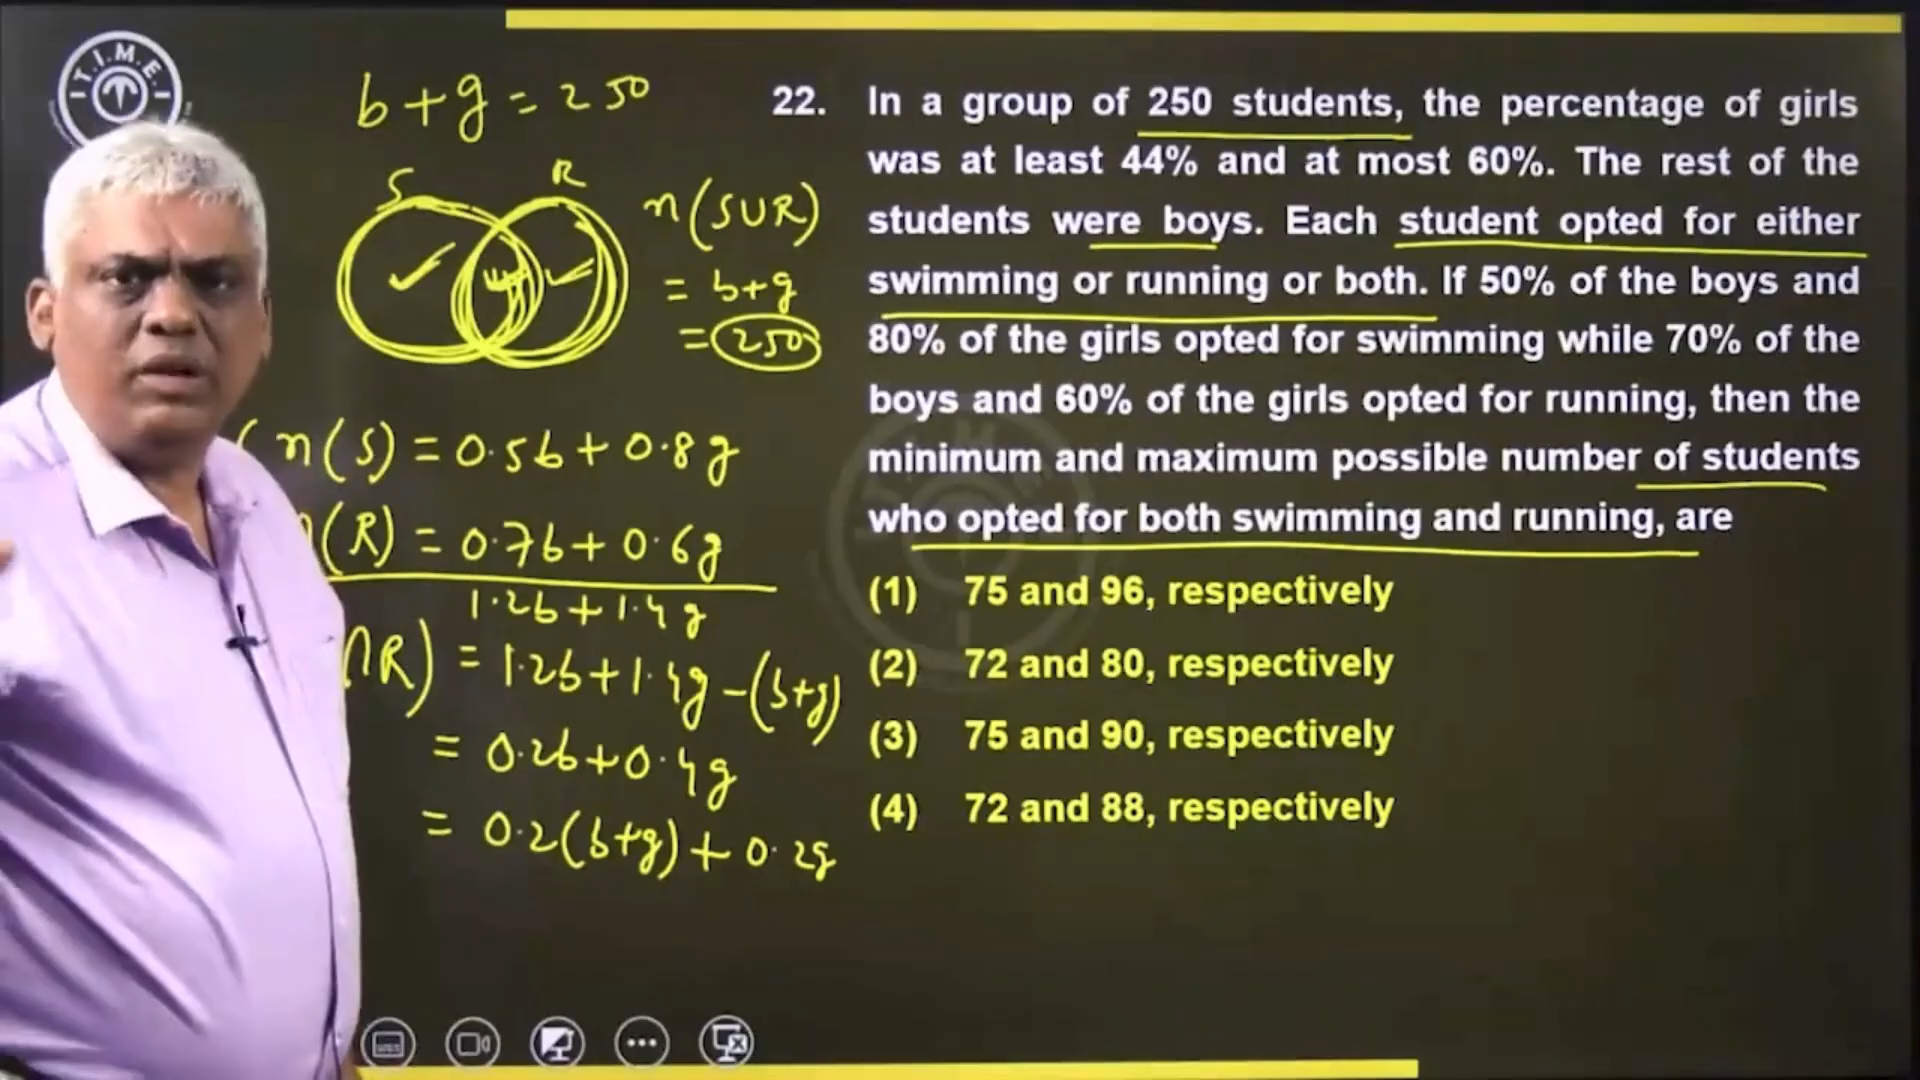 T.I.M.E.
b+g = 250
S R
n(SUR)
= b+g
= 250
n(S) = 0.5b + 0.8g
(R) = 0.7b + 0.6g
1.2b + 1.4g
∩R) = 1.2b + 1.4g - (b+g)
= 0.2b + 0.4g
= 0.2(b+g) + 0.2g
22. In a group of 250 students, the percentage of girls
was at least 44% and at most 60%. The rest of the
students were boys. Each student opted for either
swimming or running or both. If 50% of the boys and
80% of the girls opted for swimming while 70% of the
boys and 60% of the girls opted for running, then the
minimum and maximum possible number of students
who opted for both swimming and running, are
(1) 75 and 96, respectively
(2) 72 and 80, respectively
(3) 75 and 90, respectively
(4) 72 and 88, respectively